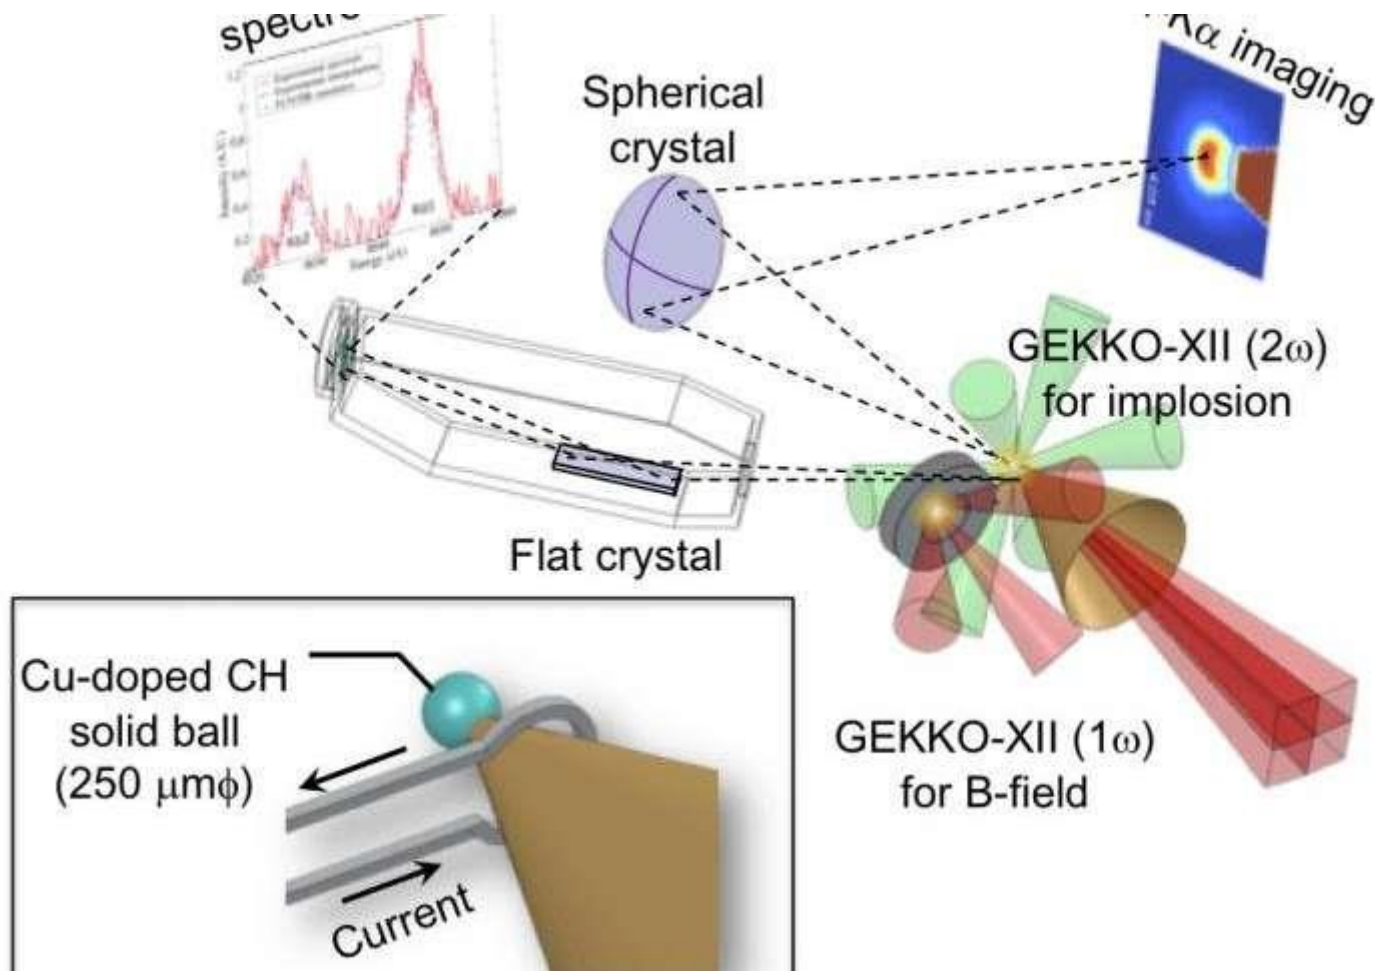 Kα imaging
Spherical
crystal
GEKKO-XII (2ω)
for implosion
Flat crystal
Cu-doped CH
solid ball
(250 μmϕ)
Current
GEKKO-XII (1ω)
for B-field